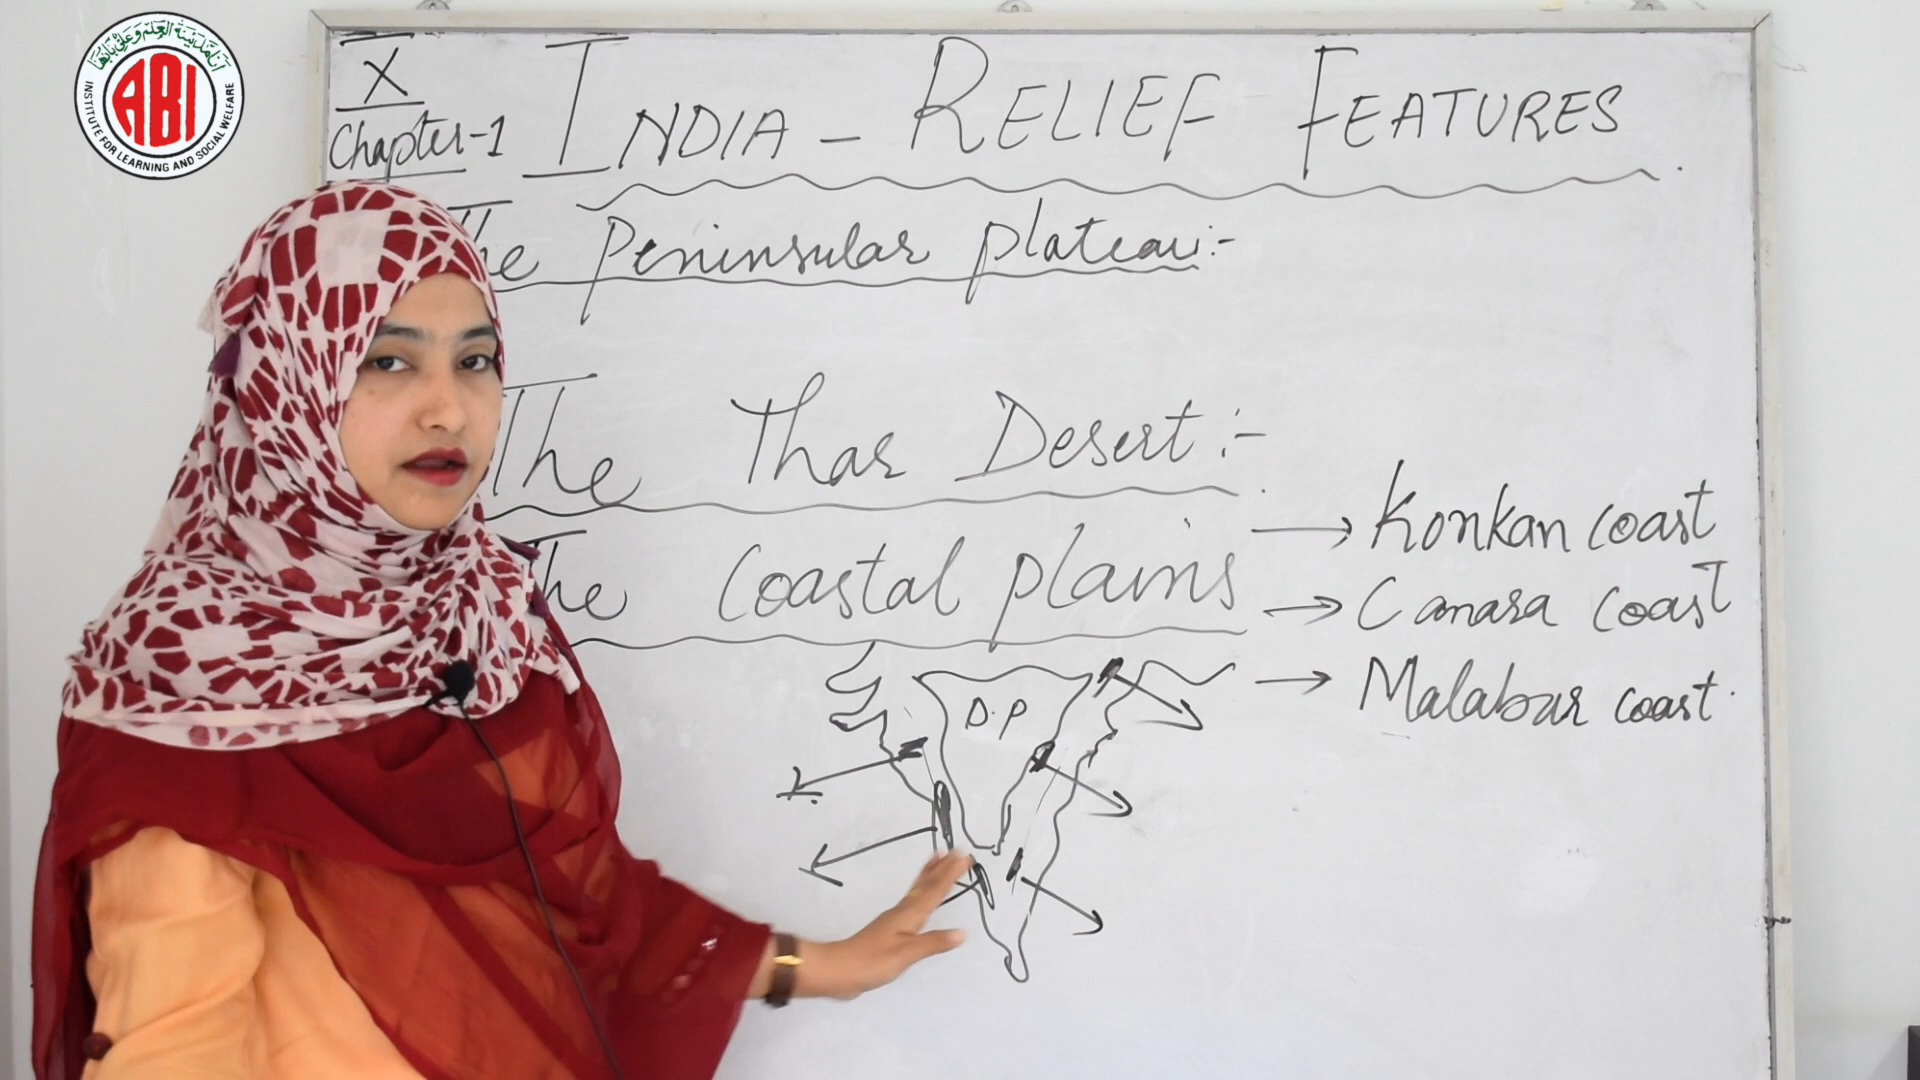 ABI
INSTITUTE FOR LEARNING AND SOCIAL WELFARE
X
Chapter-1
INDIA - RELIEF FEATURES
The Peninsular plateau:-
The Thar Desert:-
The Coastal plains
→ Konkan coast
→ Canara coast
→ Malabar coast.
D.P
K.